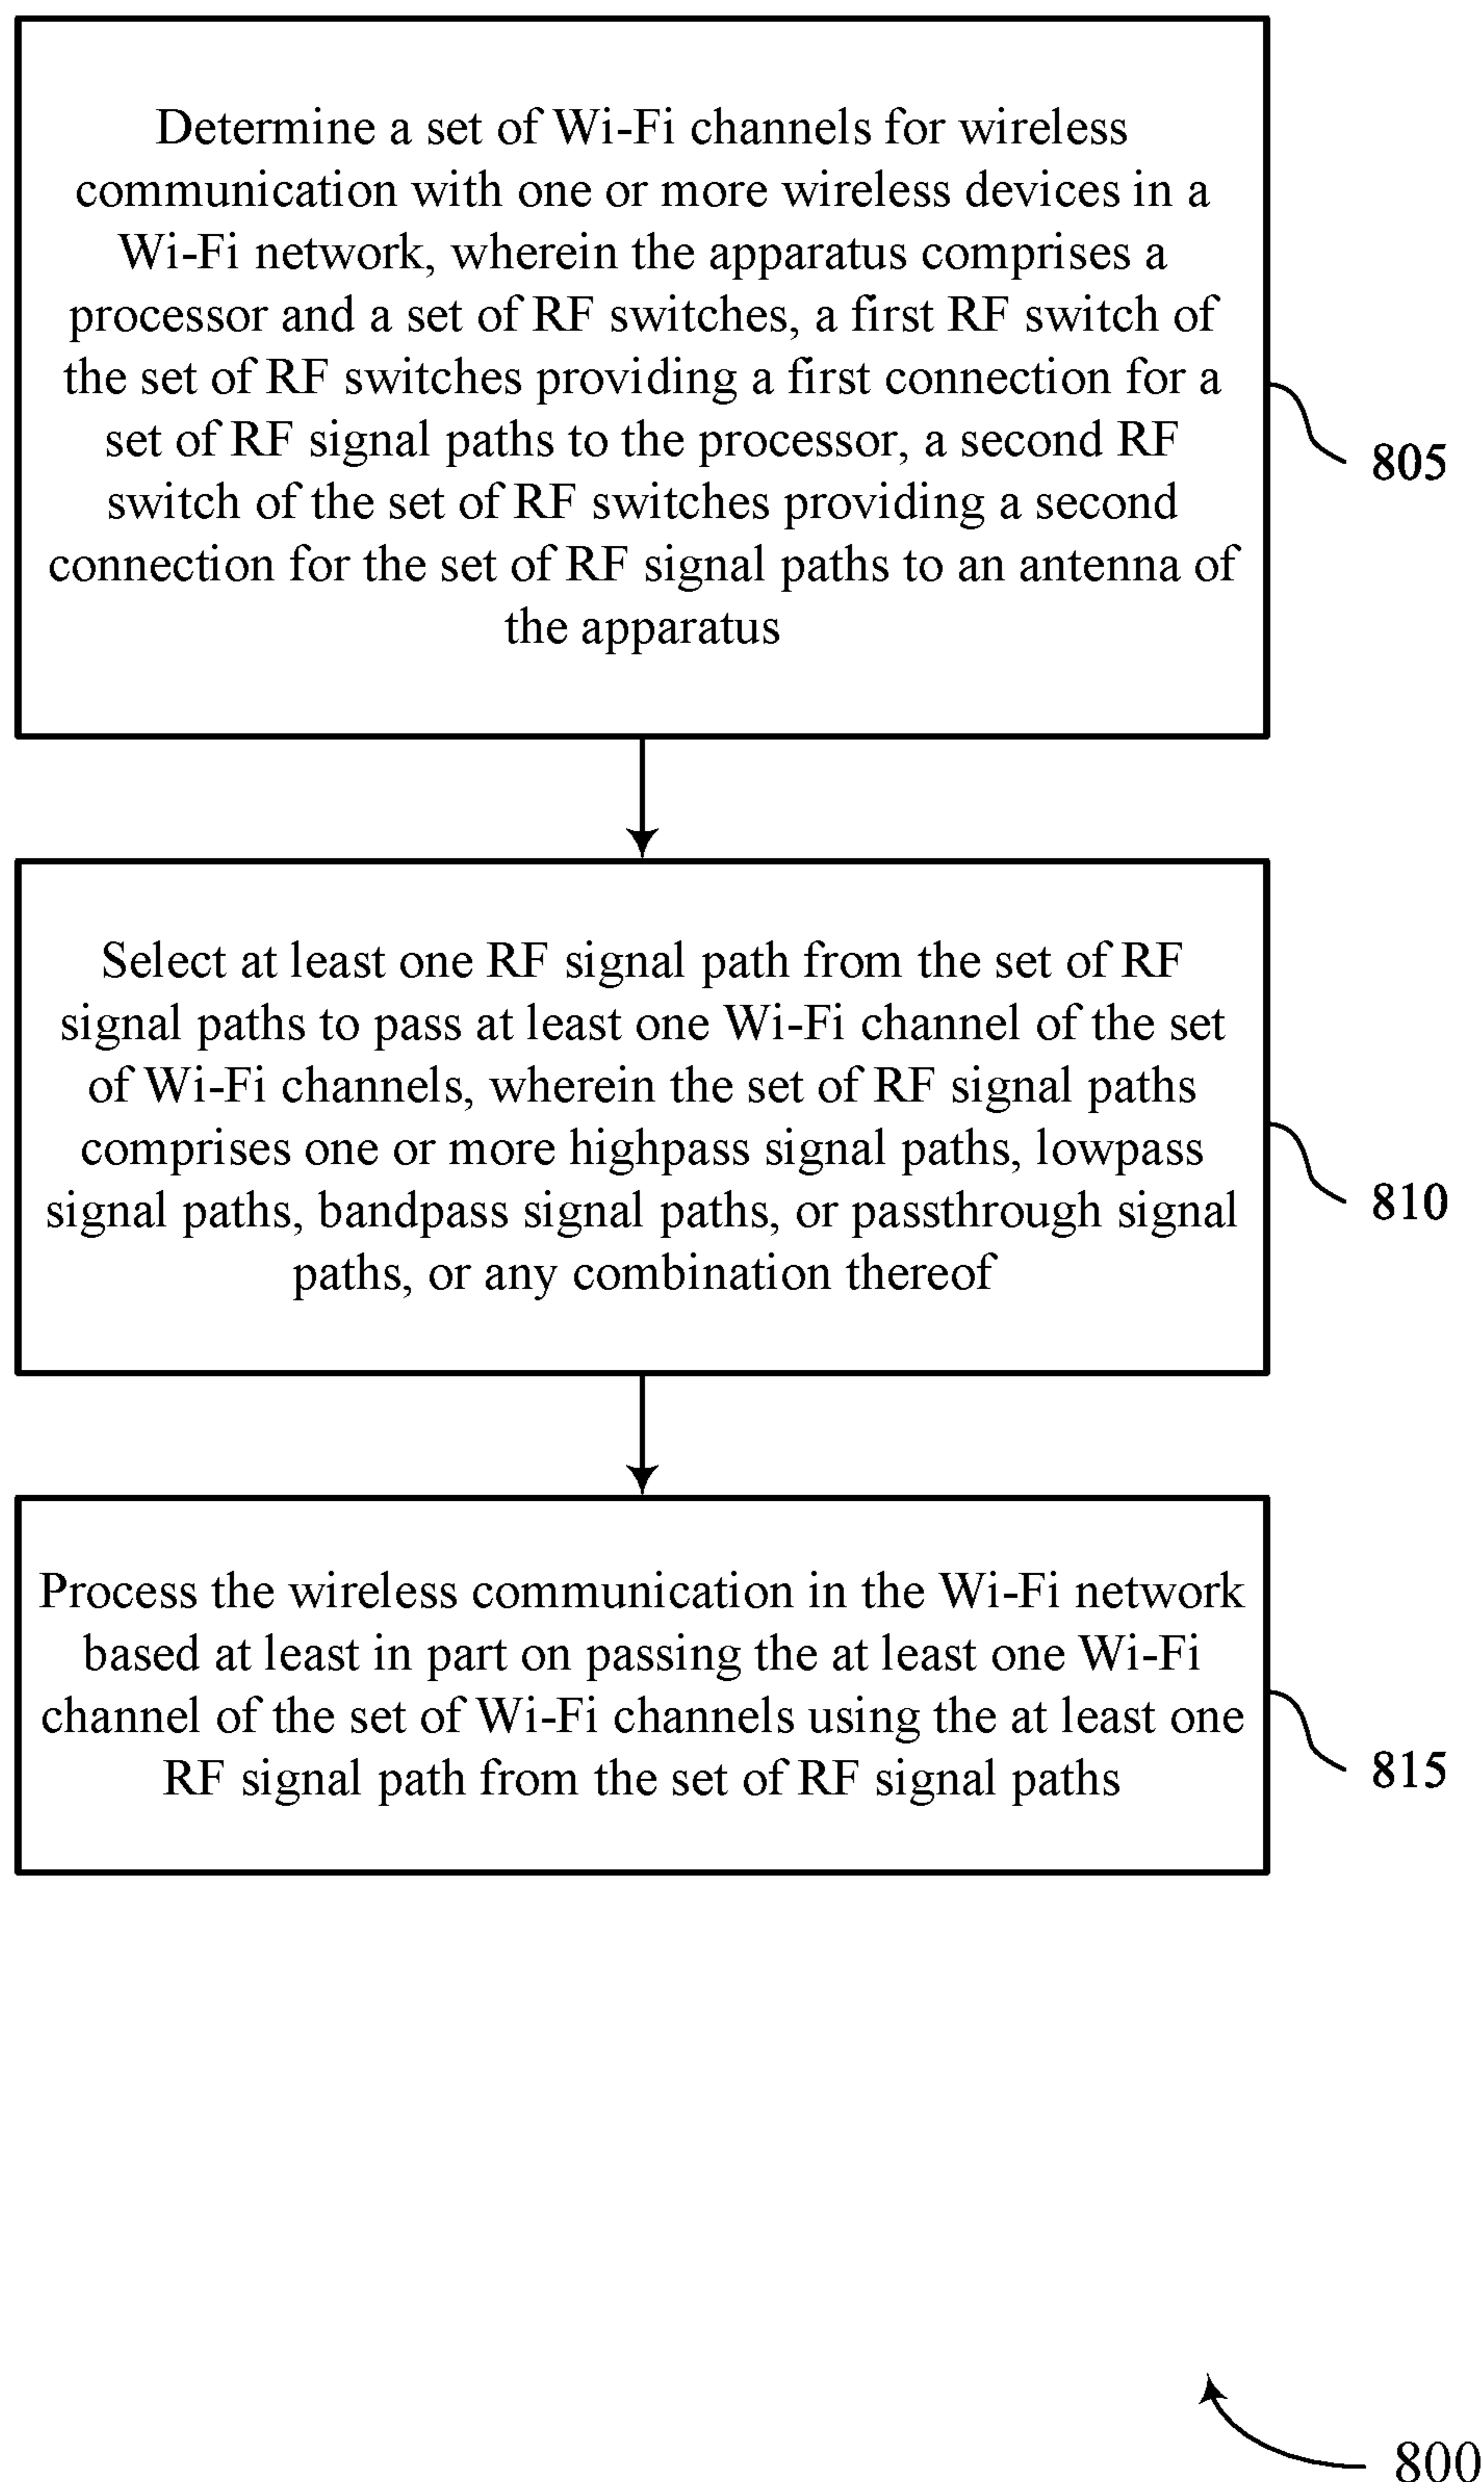 Determine a set of Wi-Fi channels for wireless
communication with one or more wireless devices in a
Wi-Fi network, wherein the apparatus comprises a
processor and a set of RF switches, a first RF switch of
the set of RF switches providing a first connection for a
set of RF signal paths to the processor, a second RF
switch of the set of RF switches providing a second
connection for the set of RF signal paths to an antenna of
the apparatus
805
Select at least one RF signal path from the set of RF
signal paths to pass at least one Wi-Fi channel of the set
of Wi-Fi channels, wherein the set of RF signal paths
comprises one or more highpass signal paths, lowpass
signal paths, bandpass signal paths, or passthrough signal
paths, or any combination thereof
810
Process the wireless communication in the Wi-Fi network
based at least in part on passing the at least one Wi-Fi
channel of the set of Wi-Fi channels using the at least one
RF signal path from the set of RF signal paths
815
800